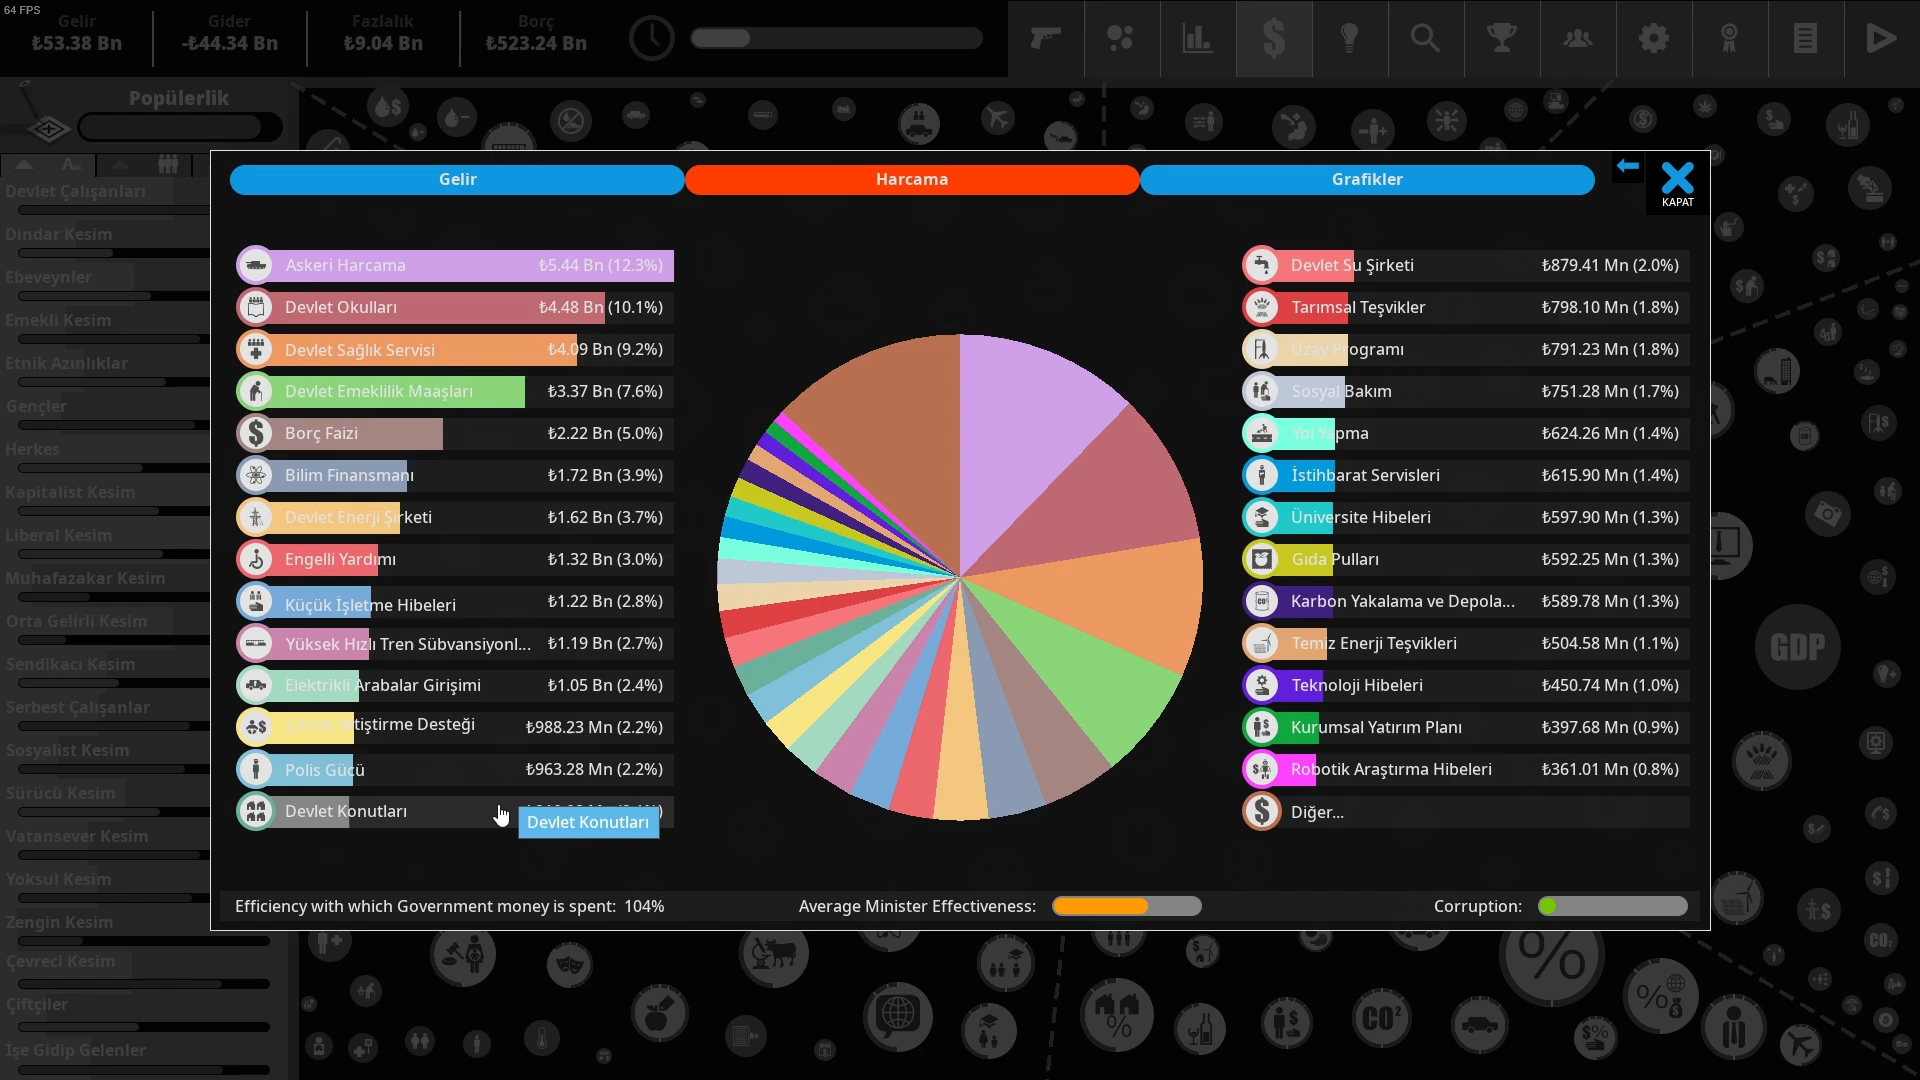 64 FPS
Gelir
₺53.38 Bn
Gider
-₺44.34 Bn
Fazlalık
₺9.04 Bn
Borç
₺523.24 Bn
Popülerlik
Devlet Çalışanları
Dindar Kesim
Ebeveynler
Emekli Kesim
Etnik Azınlıklar
Gençler
Herkes
Kapitalist Kesim
Liberal Kesim
Muhafazakar Kesim
Orta Gelirli Kesim
Sendikacı Kesim
Serbest Çalışanlar
Sosyalist Kesim
Sürücü Kesim
Vatansever Kesim
Yoksul Kesim
Zengin Kesim
Çevreci Kesim
Çiftçiler
İşe Gidip Gelenler
Gelir
Harcama
Grafikler
KAPAT
Askeri Harcama ₺5.44 Bn (12.3%)
Devlet Okulları ₺4.48 Bn (10.1%)
Devlet Sağlık Servisi ₺4.09 Bn (9.2%)
Devlet Emeklilik Maaşları ₺3.37 Bn (7.6%)
Borç Faizi ₺2.22 Bn (5.0%)
Bilim Finansmanı ₺1.72 Bn (3.9%)
Devlet Enerji Şirketi ₺1.62 Bn (3.7%)
Engelli Yardımı ₺1.32 Bn (3.0%)
Küçük İşletme Hibeleri ₺1.22 Bn (2.8%)
Yüksek Hızlı Tren Sübvansiyonl... ₺1.19 Bn (2.7%)
Elektrikli Arabalar Girişimi ₺1.05 Bn (2.4%)
Çocuk Yetiştirme Desteği ₺988.23 Mn (2.2%)
Polis Gücü ₺963.28 Mn (2.2%)
Devlet Konutları
Devlet Konutları
Devlet Su Şirketi ₺879.41 Mn (2.0%)
Tarımsal Teşvikler ₺798.10 Mn (1.8%)
Uzay Programı ₺791.23 Mn (1.8%)
Sosyal Bakım ₺751.28 Mn (1.7%)
Yol Yapma ₺624.26 Mn (1.4%)
İstihbarat Servisleri ₺615.90 Mn (1.4%)
Üniversite Hibeleri ₺597.90 Mn (1.3%)
Gıda Pulları ₺592.25 Mn (1.3%)
Karbon Yakalama ve Depola... ₺589.78 Mn (1.3%)
Temiz Enerji Teşvikleri ₺504.58 Mn (1.1%)
Teknoloji Hibeleri ₺450.74 Mn (1.0%)
Kurumsal Yatırım Planı ₺397.68 Mn (0.9%)
Robotik Araştırma Hibeleri ₺361.01 Mn (0.8%)
Diğer...
Efficiency with which Government money is spent: 104%
Average Minister Effectiveness:
Corruption:
GDP
CO²